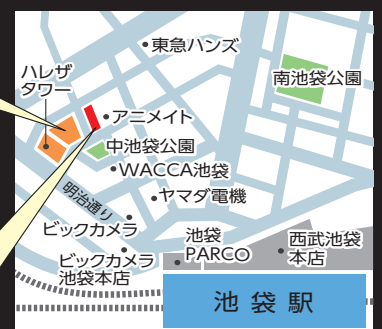 東急ハンズ
ハレザ
タワー
南池袋公園
アニメイト
中池袋公園
WACCA池袋
明治通り
ヤマダ電機
ビックカメラ
池袋
PARCO
西武池袋
本店
ビックカメラ
池袋本店
池袋駅